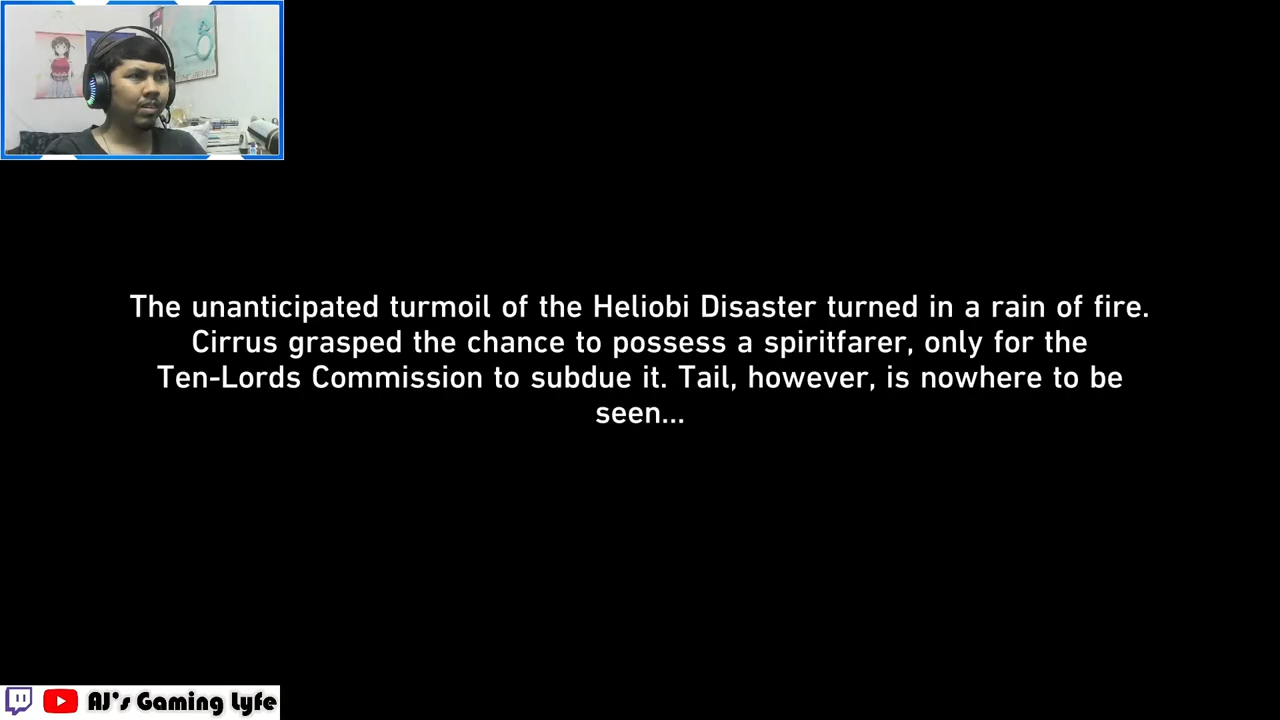 The unanticipated turmoil of the Heliobi Disaster turned in a rain of fire.
Cirrus grasped the chance to possess a spiritfarer, only for the
Ten-Lords Commission to subdue it. Tail, however, is nowhere to be
seen...
AJ's Gaming Lyfe